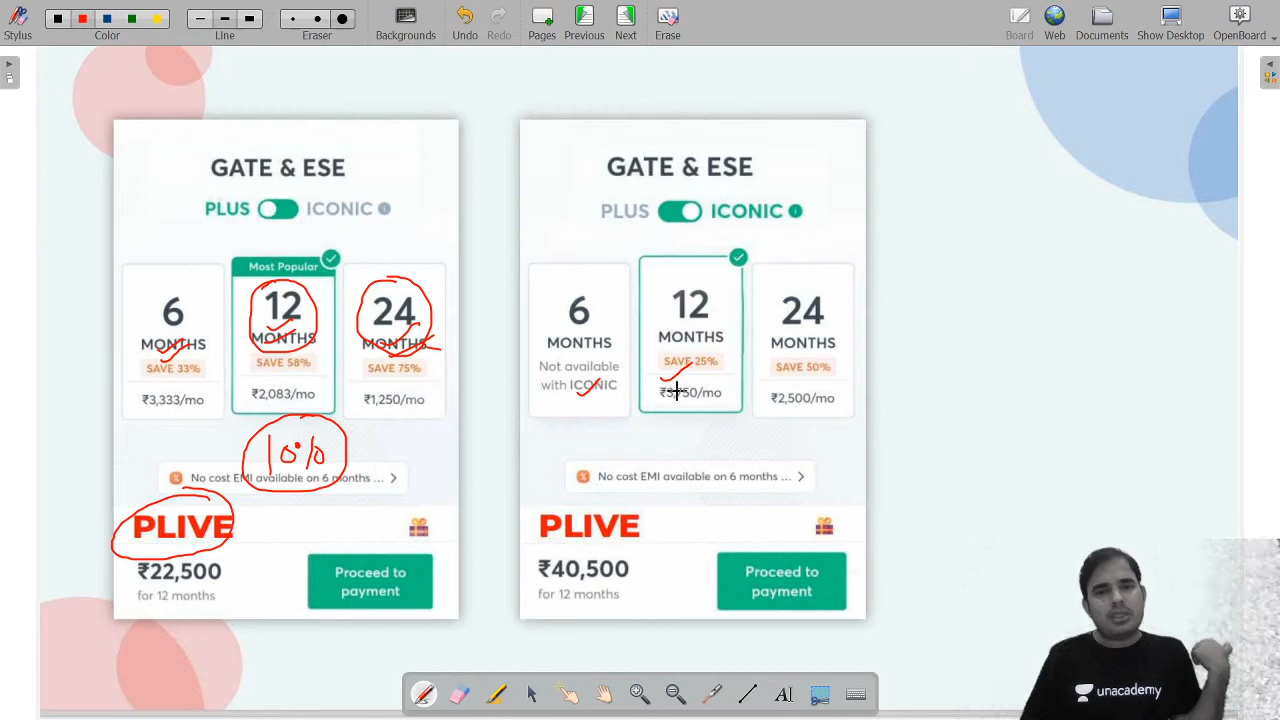 Stylus
Color
Line
Eraser
Backgrounds
Undo
Redo
Pages
Previous
Next
Erase
Board
Web
Documents
Show Desktop
OpenBoard
GATE & ESE
PLUS ICONIC
Most Popular
6
MONTHS
SAVE 33%
₹3,333/mo
12
MONTHS
SAVE 58%
₹2,083/mo
24
MONTHS
SAVE 75%
₹1,250/mo
10%
No cost EMI available on 6 months ...
PLIVE
₹22,500
for 12 months
Proceed to
payment
GATE & ESE
PLUS ICONIC
6
MONTHS
Not available
with ICONIC
12
MONTHS
SAVE 25%
₹3,750/mo
24
MONTHS
SAVE 50%
₹2,500/mo
No cost EMI available on 6 months ...
PLIVE
₹40,500
for 12 months
Proceed to
payment
unacademy
AI